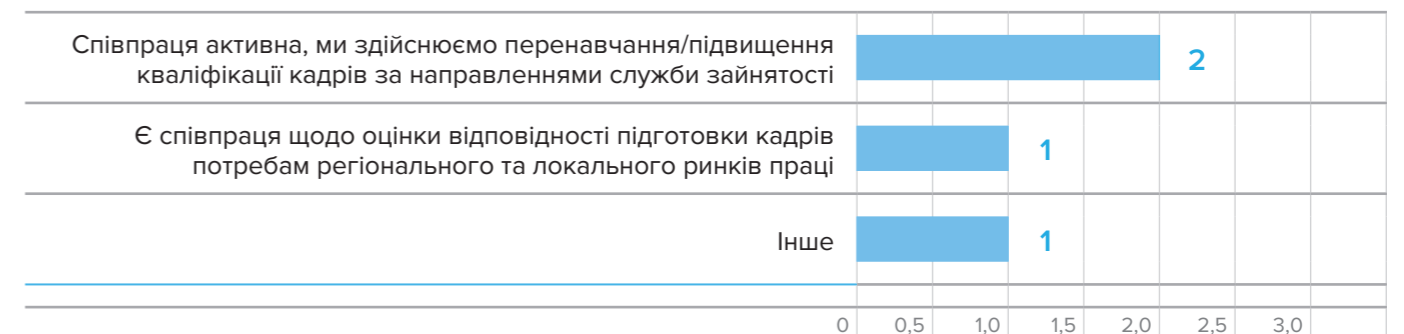 Співпраця активна, ми здійснюємо перенавчання/підвищення
кваліфікації кадрів за направленнями служби зайнятості
2
Є співпраця щодо оцінки відповідності підготовки кадрів
потребам регіонального та локального ринків праці
1
Інше
1
0 0,5 1,0 1,5 2,0 2,5 3,0